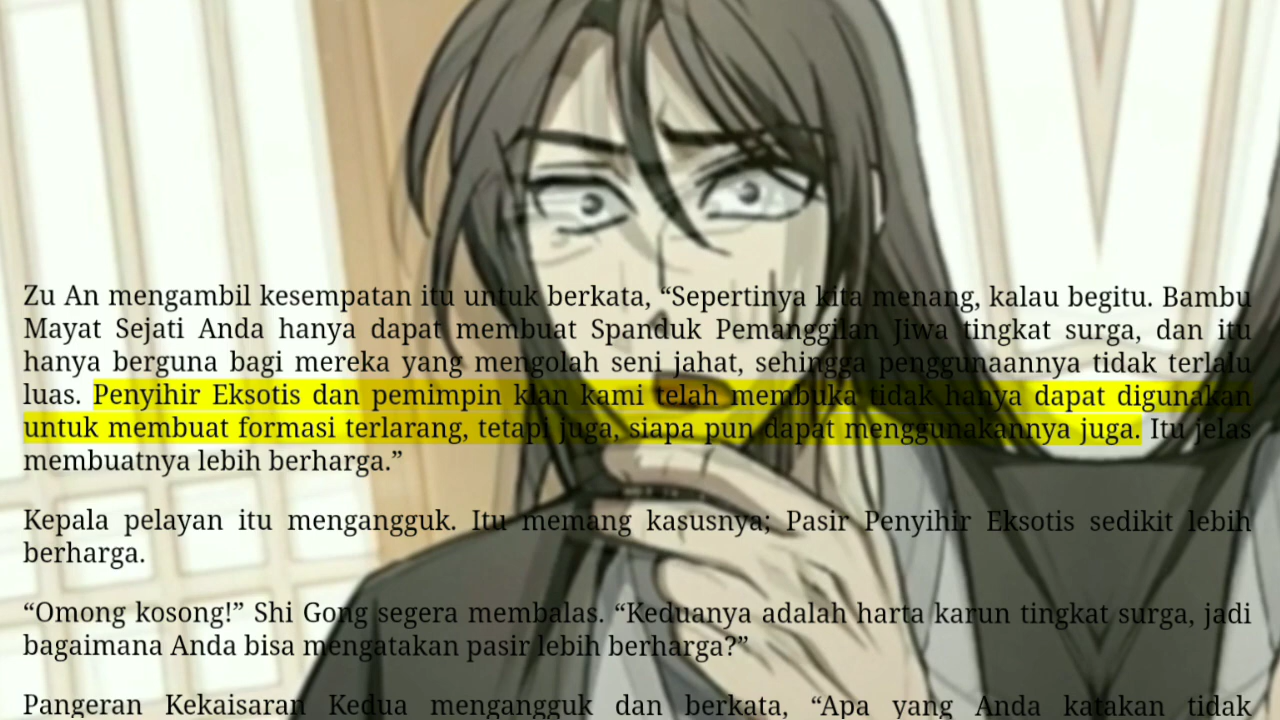 Zu An mengambil kesempatan itu untuk berkata, “Sepertinya kita menang, kalau begitu. Bambu
Mayat Sejati Anda hanya dapat membuat Spanduk Pemanggilan Jiwa tingkat surga, dan itu
hanya berguna bagi mereka yang mengolah seni jahat, sehingga penggunaannya tidak terlalu
luas. Penyihir Eksotis dan pemimpin klan kami telah membuka tidak hanya dapat digunakan
untuk membuat formasi terlarang, tetapi juga, siapa pun dapat menggunakannya juga. Itu jelas
membuatnya lebih berharga.”
Kepala pelayan itu mengangguk. Itu memang kasusnya; Pasir Penyihir Eksotis sedikit lebih
berharga.
“Omong kosong!” Shi Gong segera membalas. “Keduanya adalah harta karun tingkat surga, jadi
bagaimana Anda bisa mengatakan pasir lebih berharga?”
Pangeran Kekaisaran Kedua mengangguk dan berkata, “Apa yang Anda katakan tidak